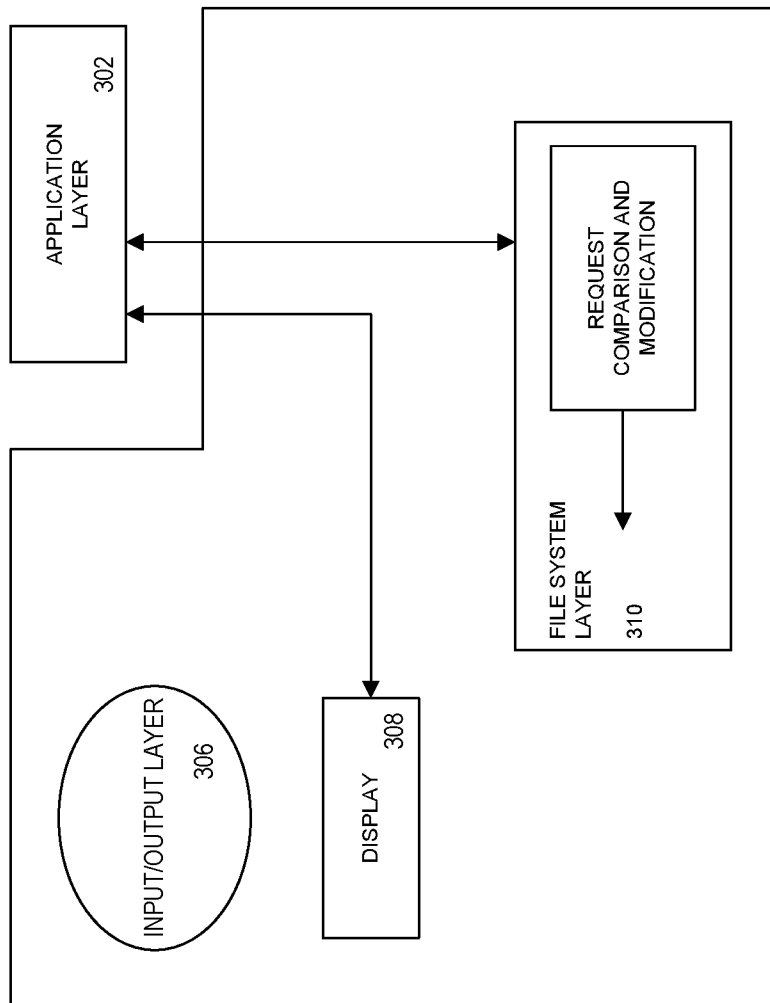 APPLICATION
LAYER
302
INPUT/OUTPUT LAYER
306
DISPLAY
308
FILE SYSTEM
LAYER
310
REQUEST
COMPARISON AND
MODIFICATION